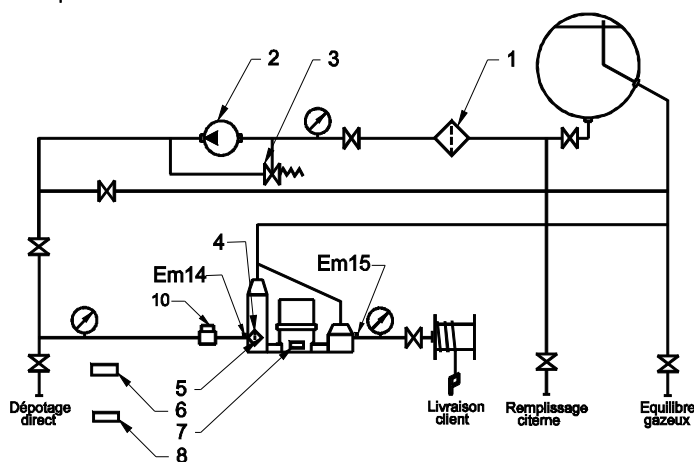 2
3
1
4
Em14
Em15
10
5
6
7
8
Dépotage
direct
Livraison
client
Remplissage
citerne
Equilibre
gazeux